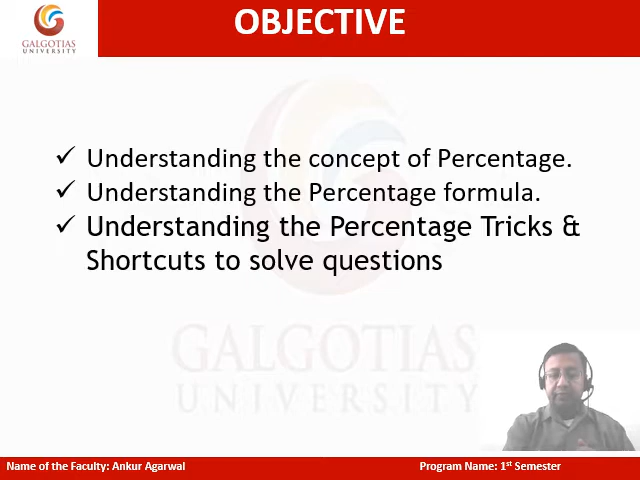 OBJECTIVE
GALGOTIAS
UNIVERSITY
✓ Understanding the concept of Percentage.
✓ Understanding the Percentage formula.
✓ Understanding the Percentage Tricks &
Shortcuts to solve questions
GALGOTIAS
UNIVERSITY
Name of the Faculty: Ankur Agarwal
Program Name: 1st Semester